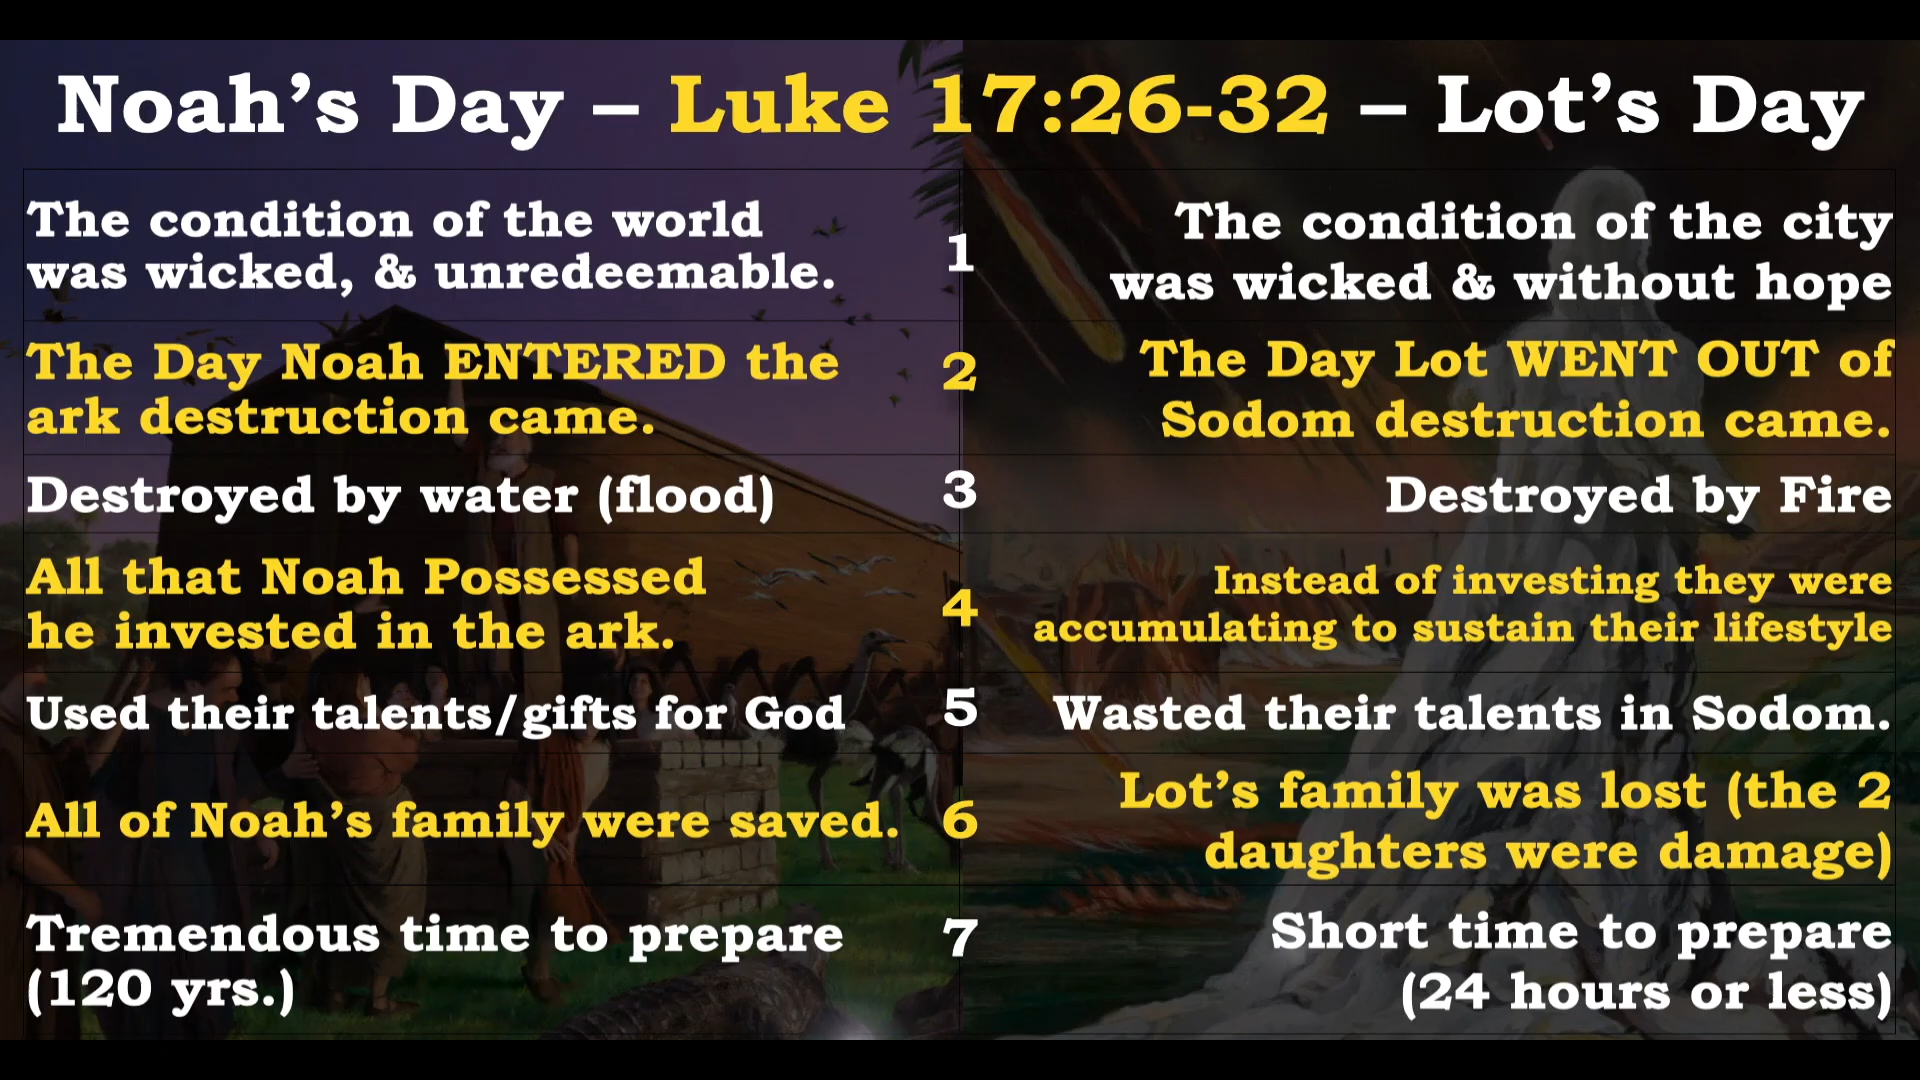 Noah’s Day – Luke 17:26-32 – Lot’s Day
The condition of the world
was wicked, & unredeemable.
1
The condition of the city
was wicked & without hope
The Day Noah ENTERED the
ark destruction came.
2
The Day Lot WENT OUT of
Sodom destruction came.
Destroyed by water (flood)
3
Destroyed by Fire
All that Noah Possessed
he invested in the ark.
4
Instead of investing they were
accumulating to sustain their lifestyle
Used their talents/gifts for God
5
Wasted their talents in Sodom.
All of Noah’s family were saved.
6
Lot’s family was lost (the 2
daughters were damage)
Tremendous time to prepare
(120 yrs.)
7
Short time to prepare
(24 hours or less)